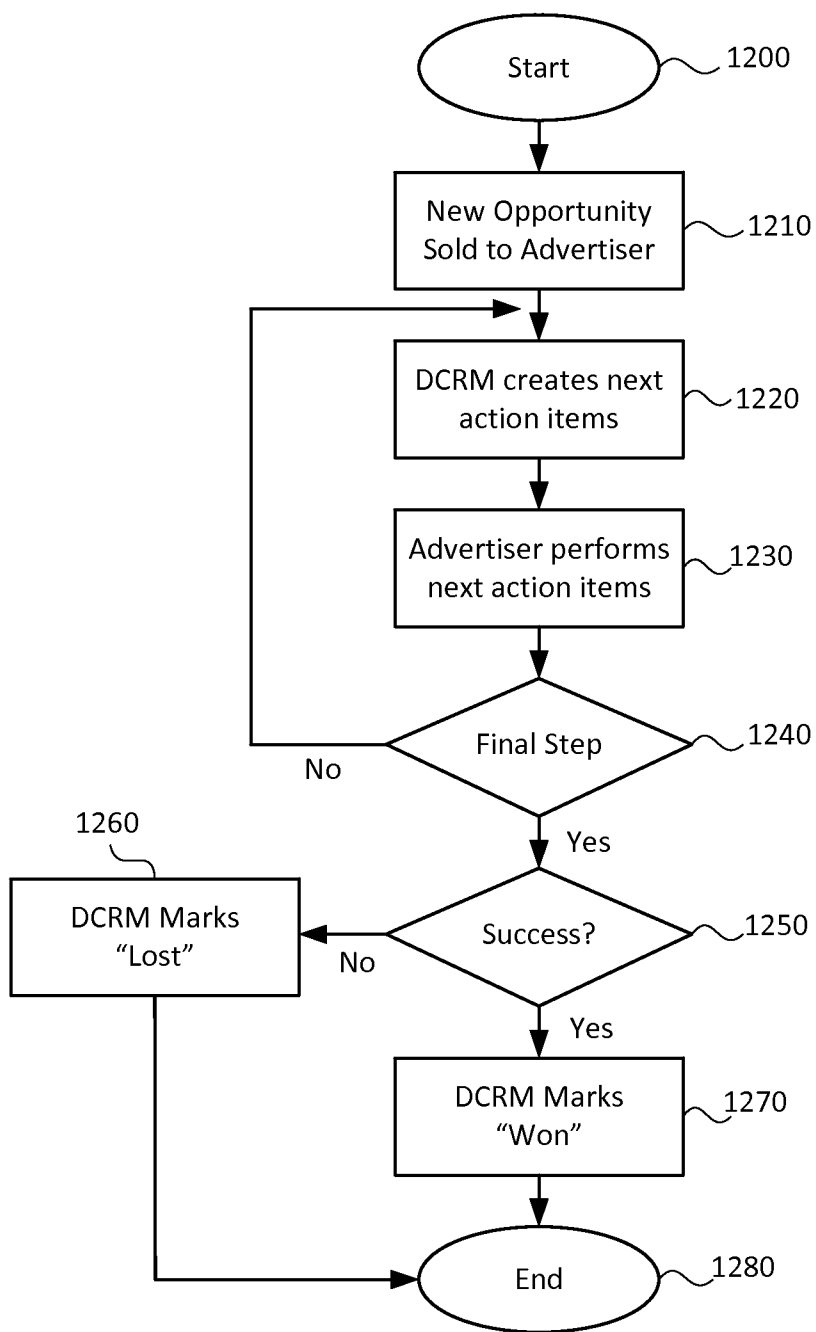 Start
1200
New Opportunity
Sold to Advertiser
1210
DCRM creates next
action items
1220
Advertiser performs
next action items
1230
Final Step
1240
No
Yes
1260
DCRM Marks
“Lost”
Success?
1250
No
Yes
DCRM Marks
“Won”
1270
End
1280